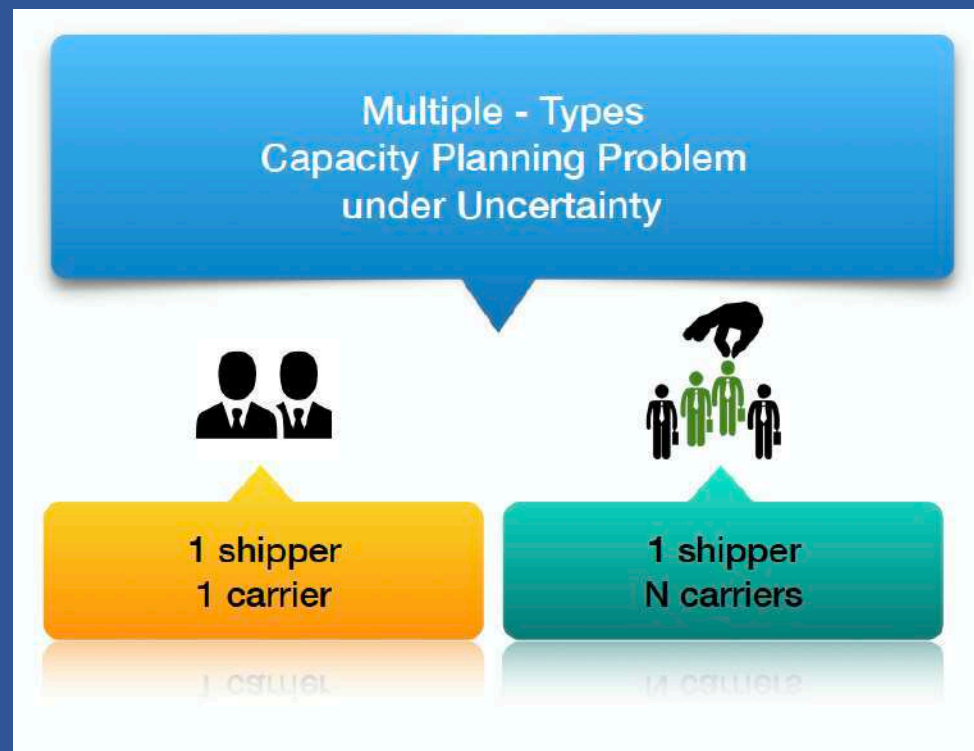 Multiple - Types
Capacity Planning Problem
under Uncertainty
1 shipper
1 carrier
1 shipper
N carriers